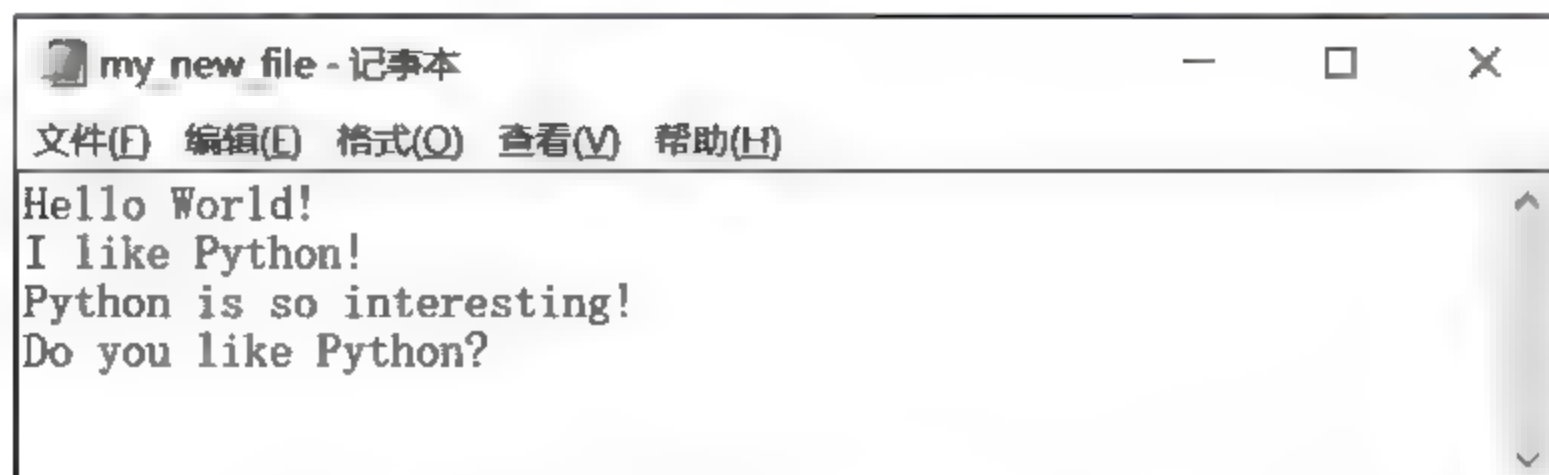 my_new_file - 记事本
文件(F) 编辑(E) 格式(O) 查看(V) 帮助(H)
Hello World!
I like Python!
Python is so interesting!
Do you like Python?